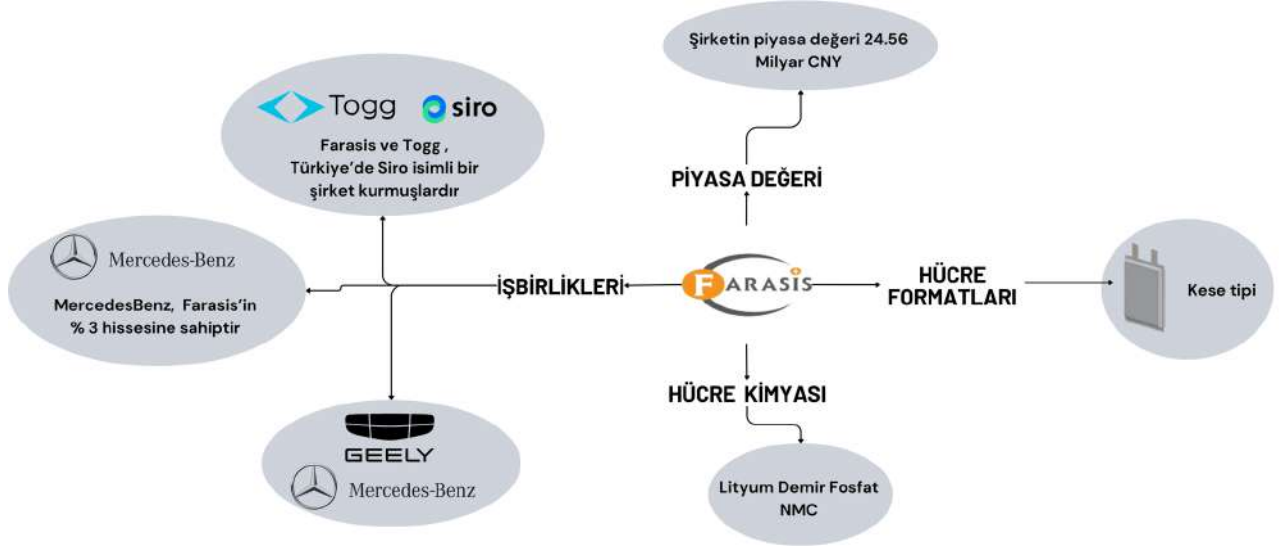 Şirketin piyasa değeri 24.56
Milyar CNY
PİYASA DEĞERİ
Togg
siro
Farasis ve Togg ,
Türkiye’de Siro isimli bir
şirket kurmuşlardır
Mercedes-Benz
MercedesBenz, Farasis’in
% 3 hissesine sahiptir
İŞBİRLİKLERİ
FARASIS
HÜCRE
FORMATLARI
Kese tipi
GEELY
Mercedes-Benz
HÜCRE KİMYASI
Lityum Demir Fosfat
NMC